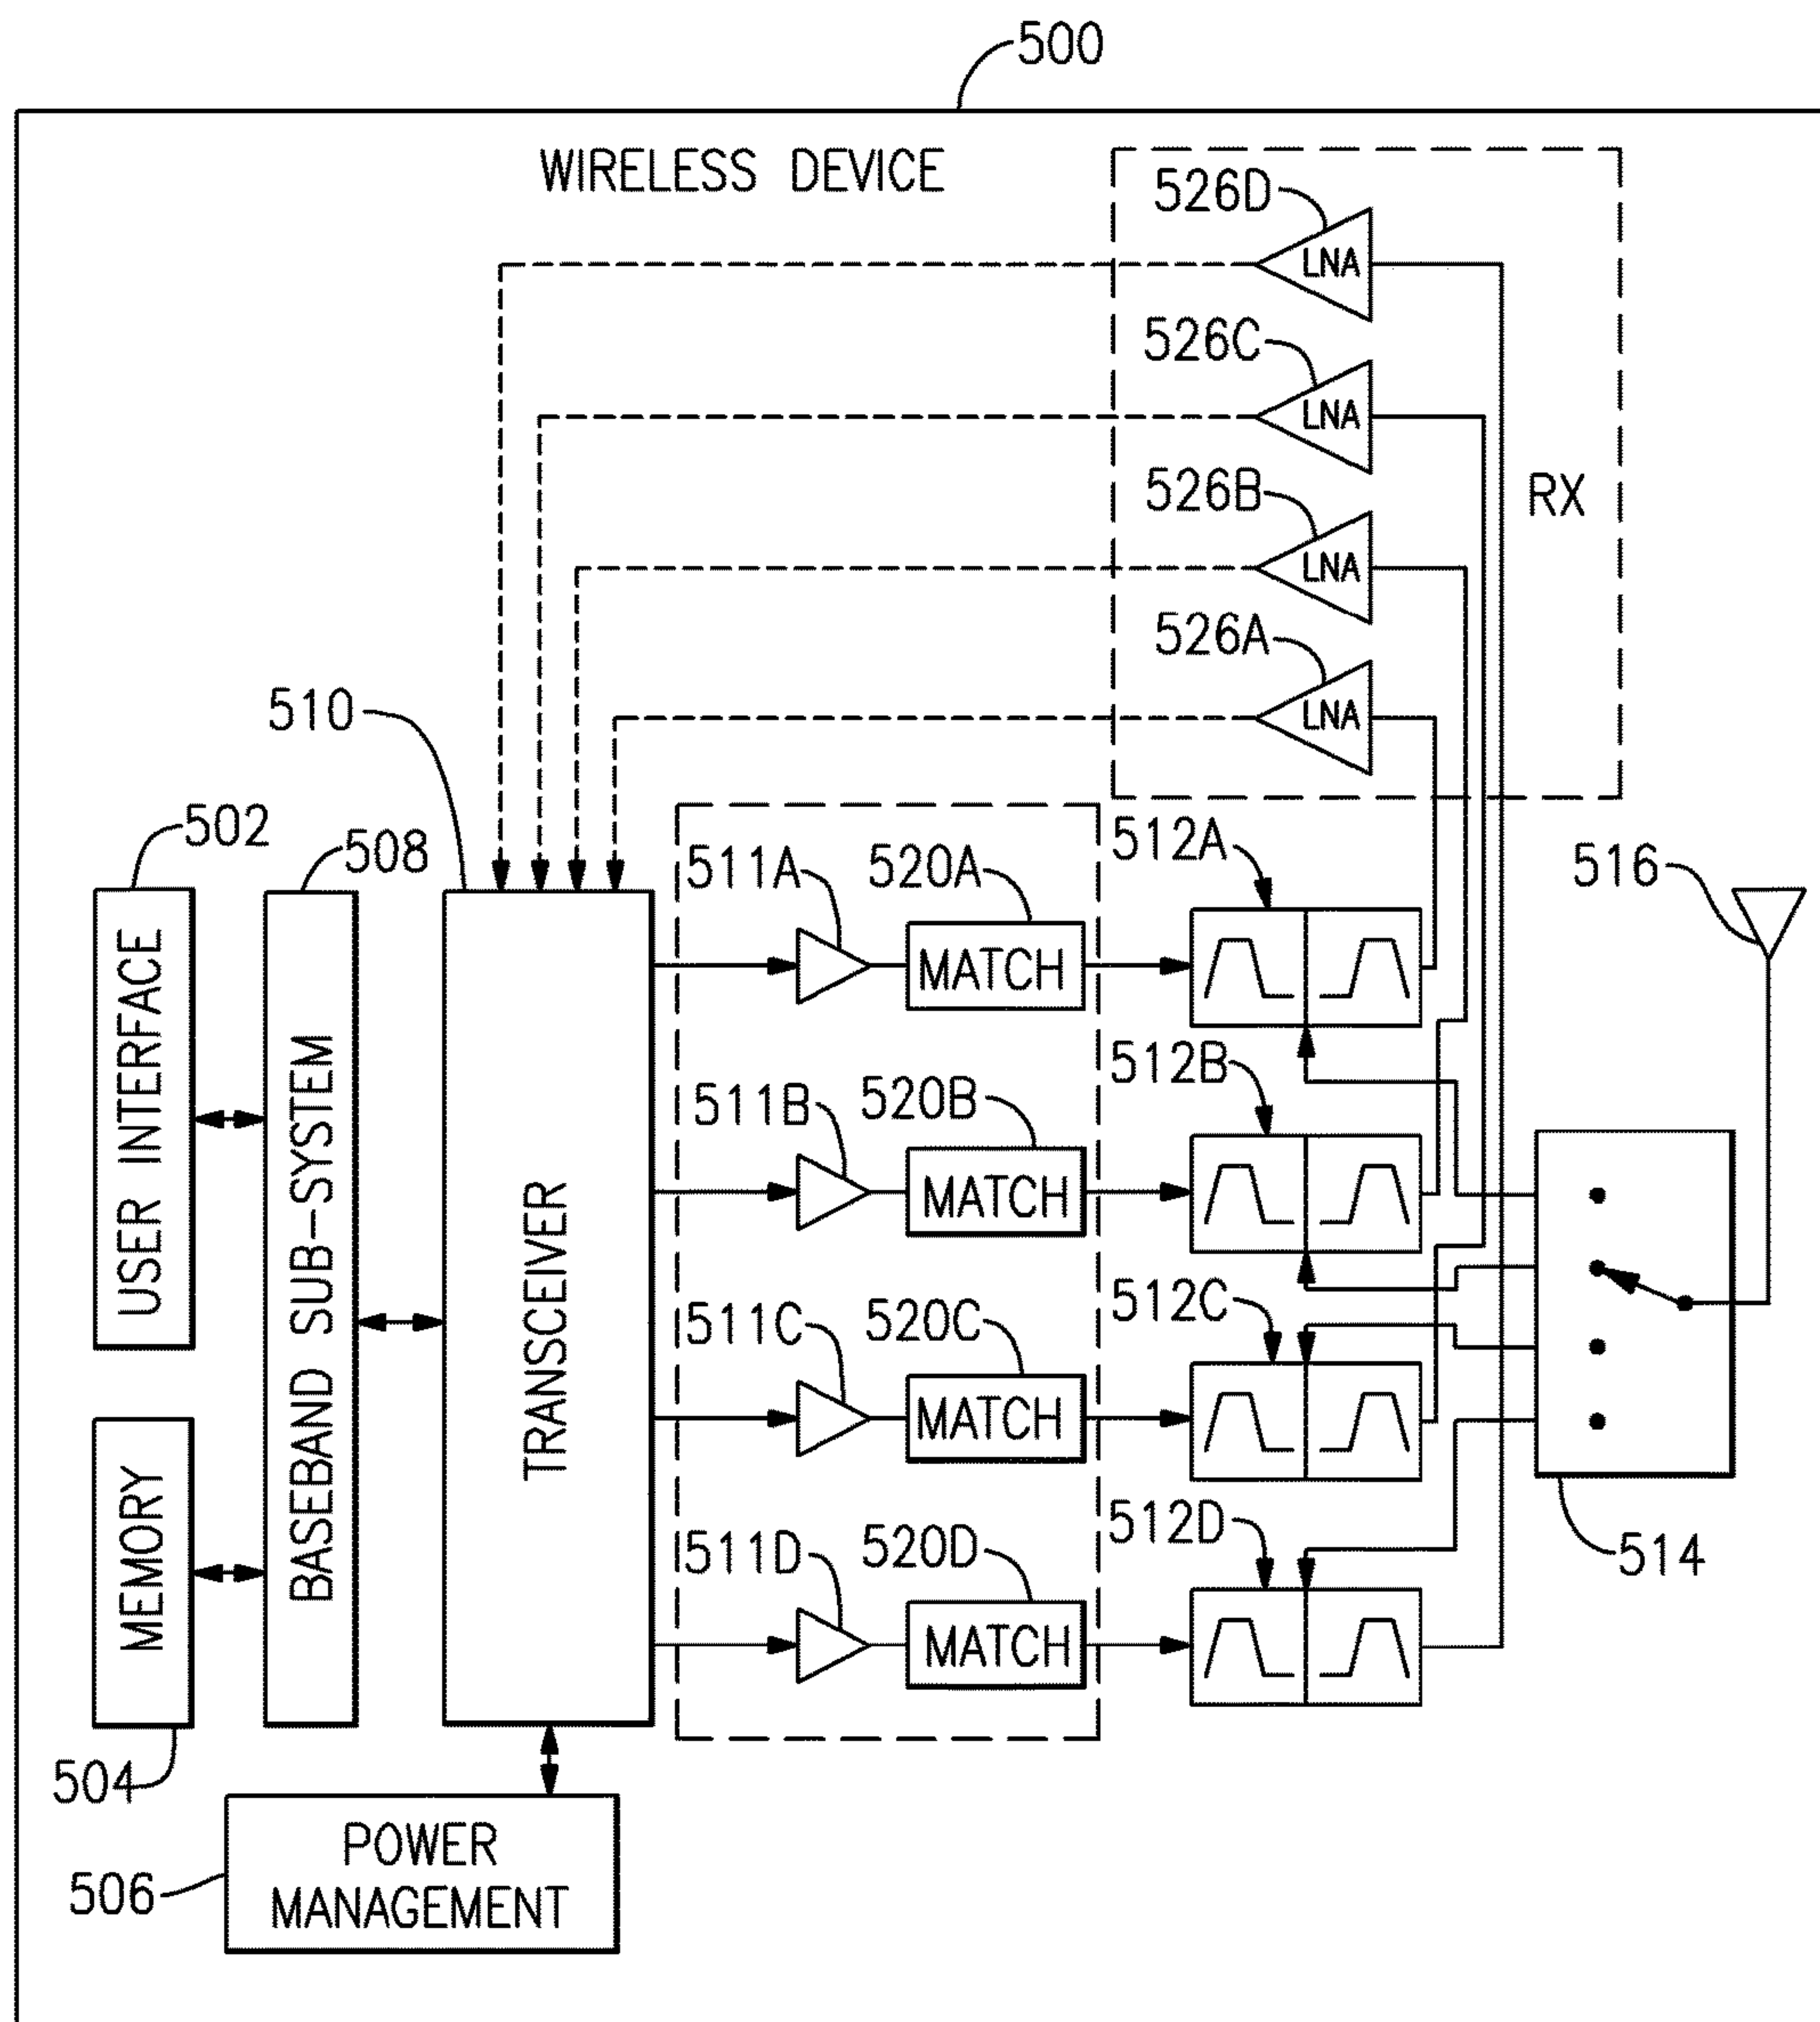 500
WIRELESS DEVICE
526D
LNA
526C
LNA
526B
LNA
RX
526A
LNA
510
502
508
511A
520A
512A
516
MATCH
USER INTERFACE
BASEBAND SUB-SYSTEM
TRANSCEIVER
511B
520B
512B
MATCH
511C
520C
512C
MATCH
MEMORY
511D
520D
512D
514
MATCH
504
POWER
MANAGEMENT
506